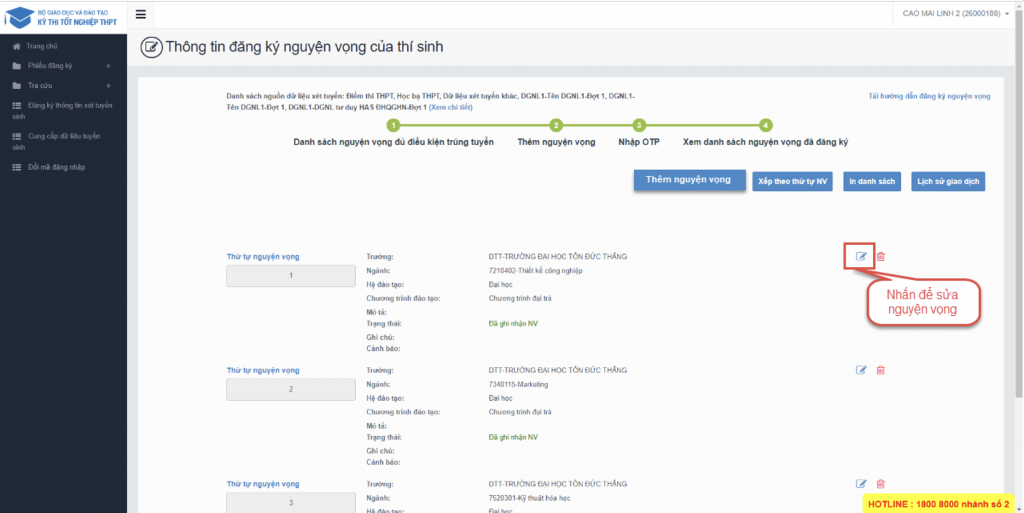 BỘ GIÁO DỤC VÀ ĐÀO TẠO
KỲ THI TỐT NGHIỆP THPT
CAO MAI LINH 2 (26000188)
Trang chủ
Phiếu đăng ký +
Tra cứu +
Đăng ký thông tin xét tuyển
sinh
Cung cấp dữ liệu tuyển
sinh
Đổi mã đăng nhập
Thông tin đăng ký nguyện vọng của thí sinh
Danh sách nguồn dữ liệu xét tuyển: Điểm thi THPT, Học bạ THPT, Dữ liệu xét tuyển khác, DGNL1-Tên DGNL1-Đợt 1, DGNL1-
Tên DGNL1-Đợt 1, DGNL1-DGNL tư duy HAS ĐHQGHN-Đợt 1 (Xem chi tiết)
Tải hướng dẫn đăng ký nguyện vọng
1 2 3 4
Danh sách nguyện vọng đủ điều kiện trúng tuyển Thêm nguyện vọng Nhập OTP Xem danh sách nguyện vọng đã đăng ký
Thêm nguyện vọng Xếp theo thứ tự NV In danh sách Lịch sử giao dịch
Thứ tự nguyện vọng
1
Trường: DTT-TRƯỜNG ĐẠI HỌC TÔN ĐỨC THẮNG
Ngành: 7210402-Thiết kế công nghiệp
Hệ đào tạo: Đại học
Chương trình đào tạo: Chương trình đại trà
Mô tả:
Trạng thái: Đã ghi nhận NV
Ghi chú:
Cảnh báo:
Nhấn để sửa
nguyện vọng
Thứ tự nguyện vọng
2
Trường: DTT-TRƯỜNG ĐẠI HỌC TÔN ĐỨC THẮNG
Ngành: 7340115-Marketing
Hệ đào tạo: Đại học
Chương trình đào tạo: Chương trình đại trà
Mô tả:
Trạng thái: Đã ghi nhận NV
Ghi chú:
Cảnh báo:
Thứ tự nguyện vọng
3
Trường: DTT-TRƯỜNG ĐẠI HỌC TÔN ĐỨC THẮNG
Ngành: 7520301-Kỹ thuật hóa học
Hệ đào tạo: Đại học
HOTLINE : 1800 8000 nhánh số 2